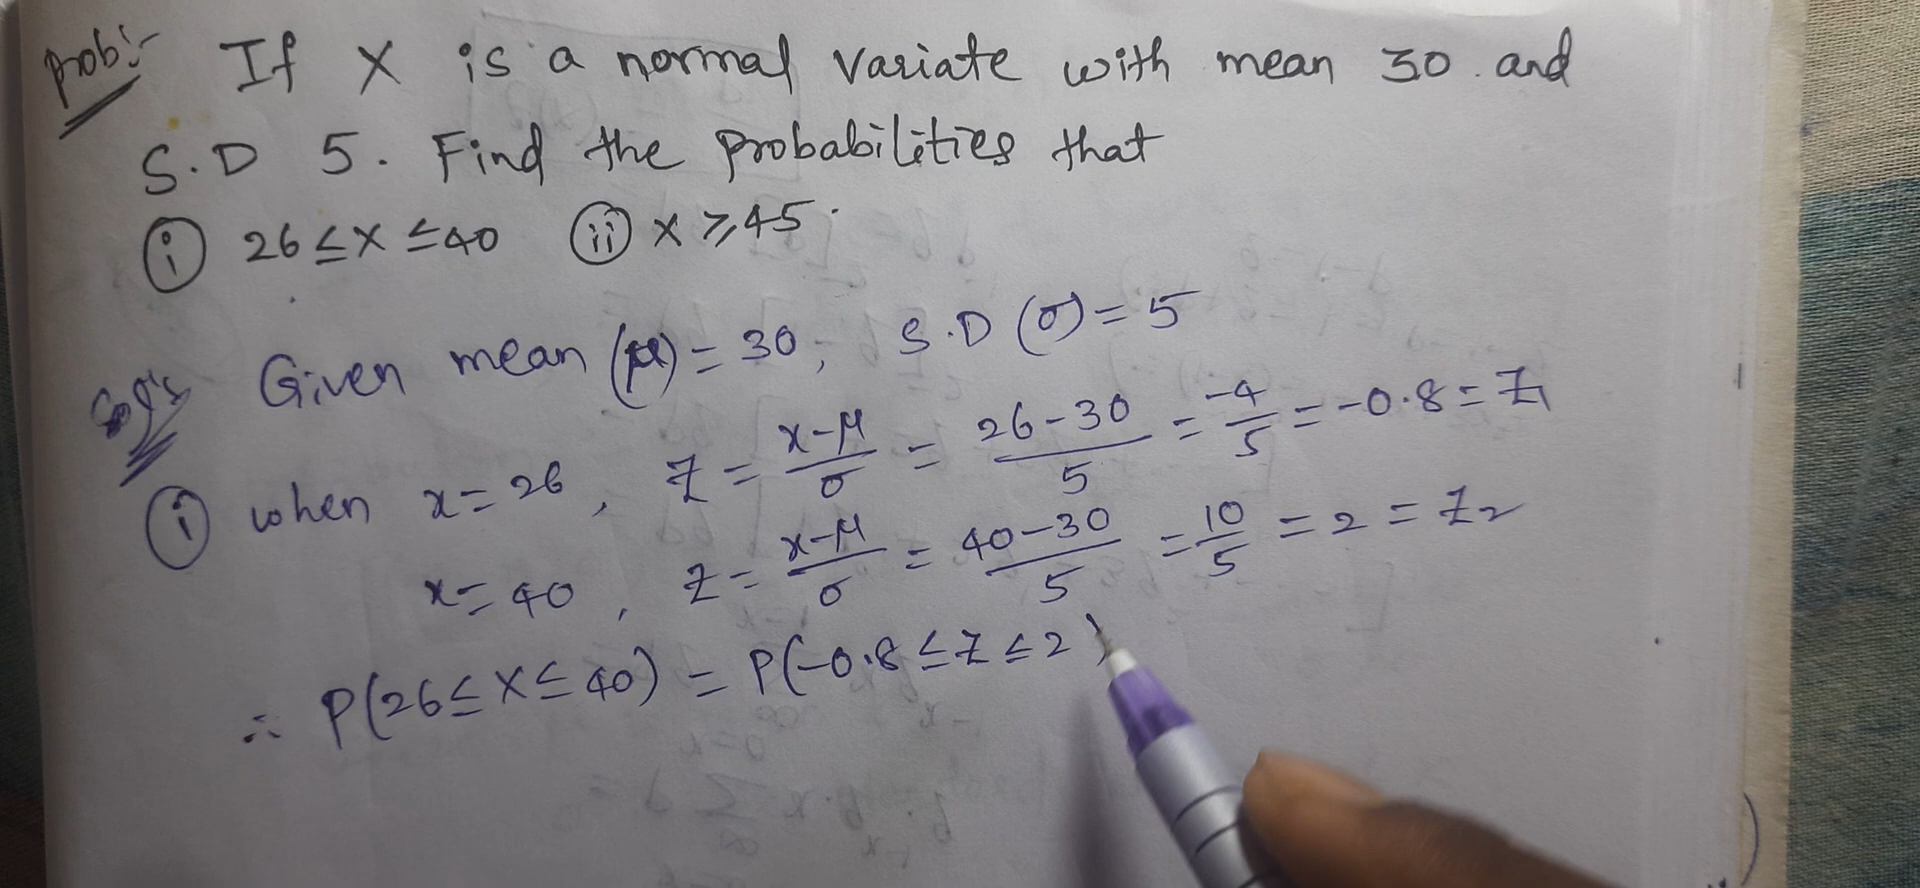 Prob:- If X is a normal variate with mean 30 and
S.D 5. Find the probabilities that
(i) 26 ≤ X ≤ 40 (ii) X ≥ 45.
Given mean (μ) = 30, S.D (σ) = 5
(i) when x = 26, Z = x-μ/σ = 26-30/5 = -4/5 = -0.8 = Z1
x = 40, Z = x-μ/σ = 40-30/5 = 10/5 = 2 = Z2
∴ P(26 ≤ X ≤ 40) = P(-0.8 ≤ Z ≤ 2)